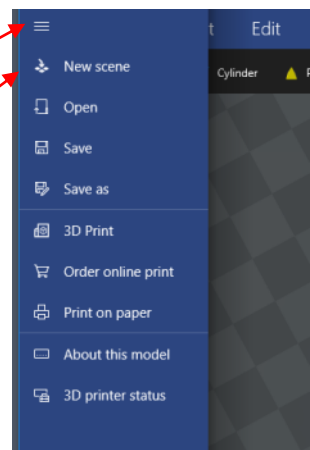 Edit
New scene
Cylinder
Open
Save
Save as
3D Print
Order online print
Print on paper
About this model
3D printer status